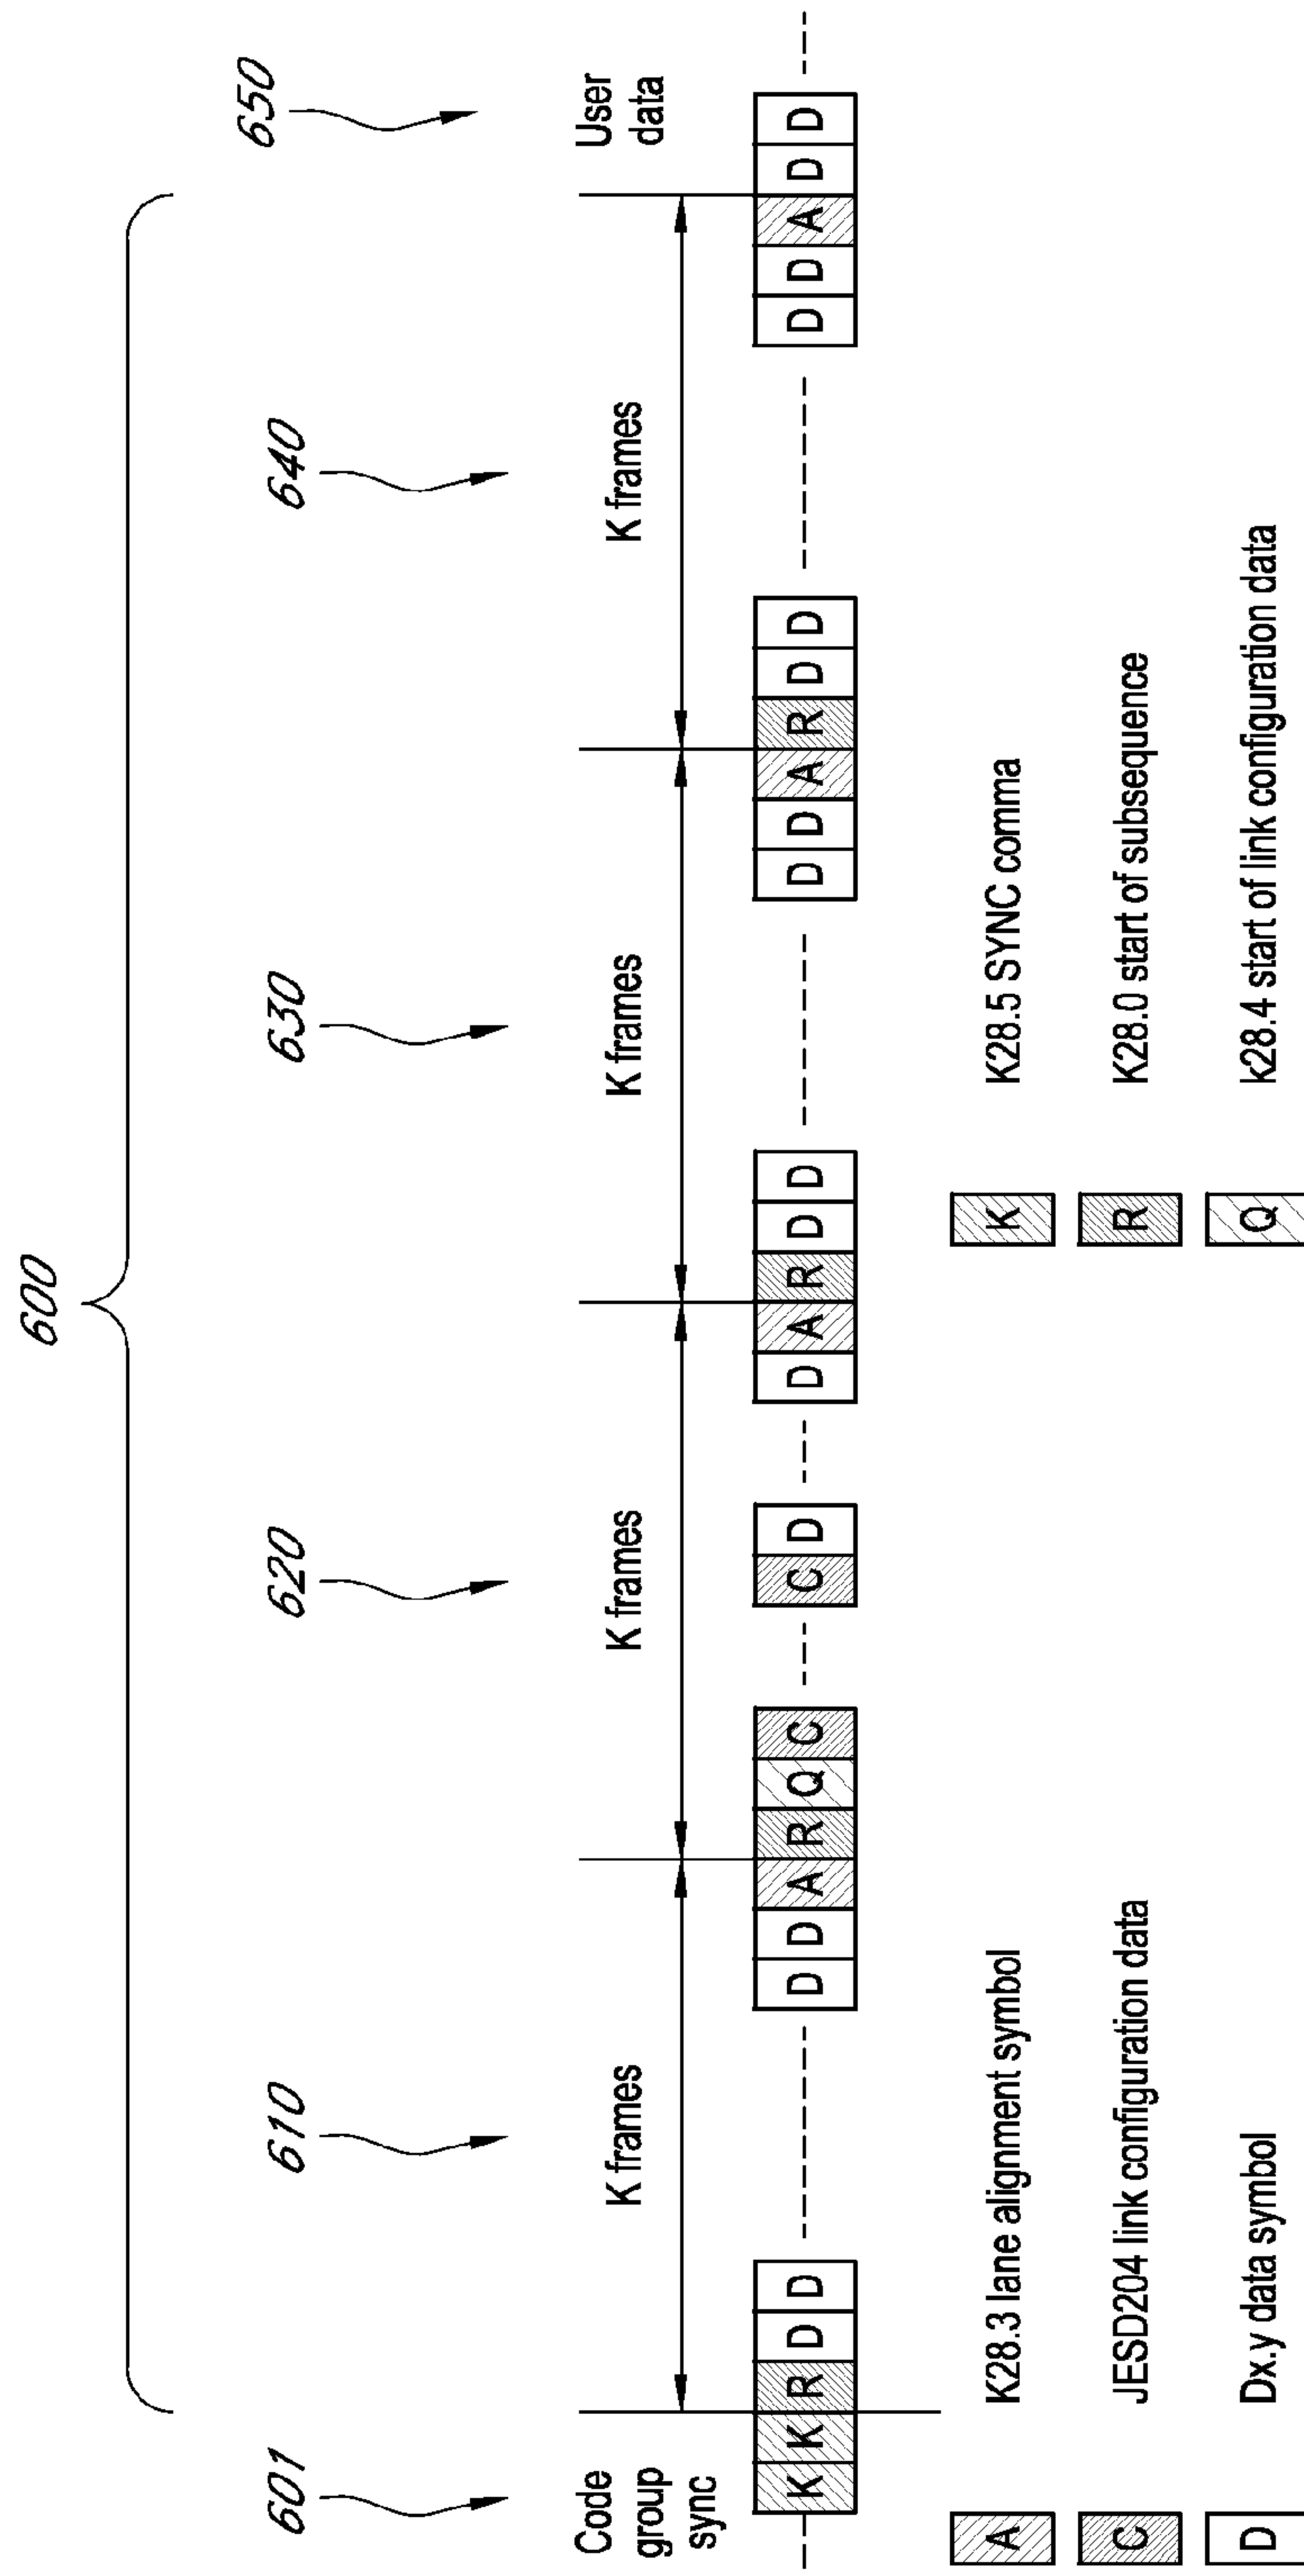 600
601
610
620
630
640
650
Code
group
sync
K frames
K frames
K frames
K frames
User
data
K K R D D
D D A R Q C
C D
D A R D D
D D A R D D
D D A D D
A K28.3 lane alignment symbol
K K28.5 SYNC comma
C JESD204 link configuration data
R K28.0 start of subsequence
D Dx.y data symbol
Q k28.4 start of link configuration data